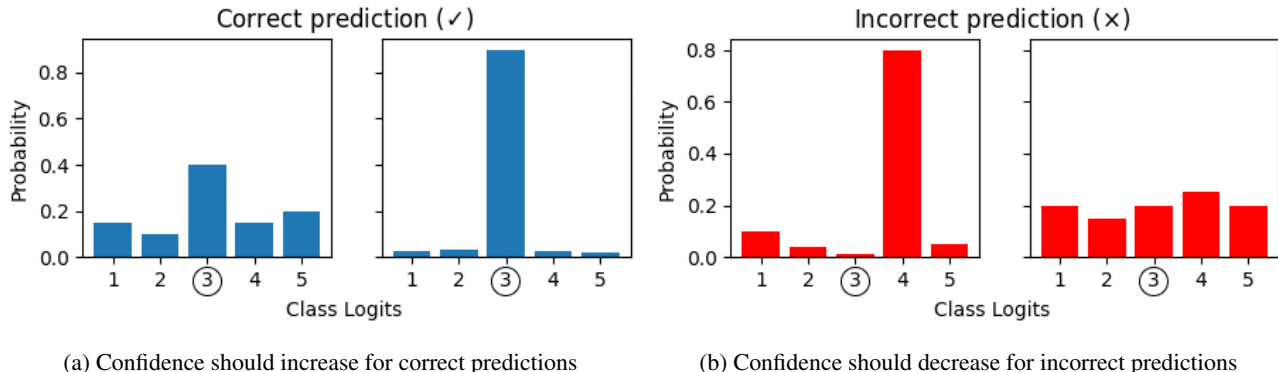 Correct prediction (✓)
Probability
0.8
0.6
0.4
0.2
0.0
1 2 3 4 5
1 2 3 4 5
Class Logits
(a) Confidence should increase for correct predictions
Incorrect prediction (×)
Probability
0.8
0.6
0.4
0.2
0.0
1 2 3 4 5
1 2 3 4 5
Class Logits
(b) Confidence should decrease for incorrect predictions